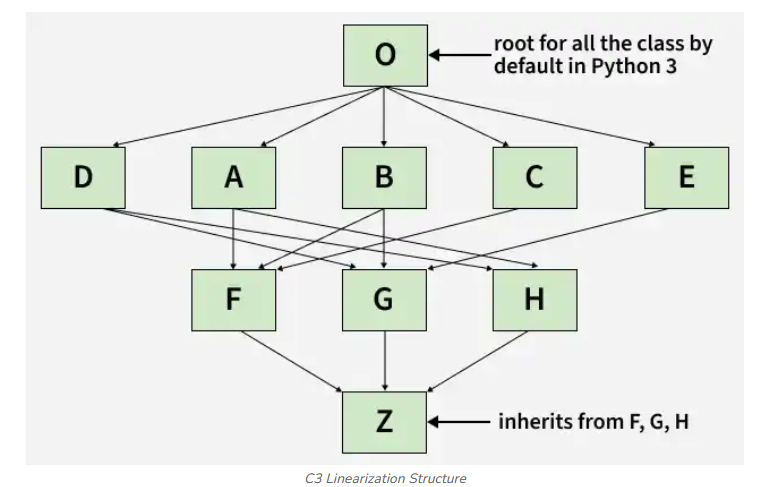 O
root for all the class by
default in Python 3
D A B C E
F G H
Z
inherits from F, G, H
C3 Linearization Structure